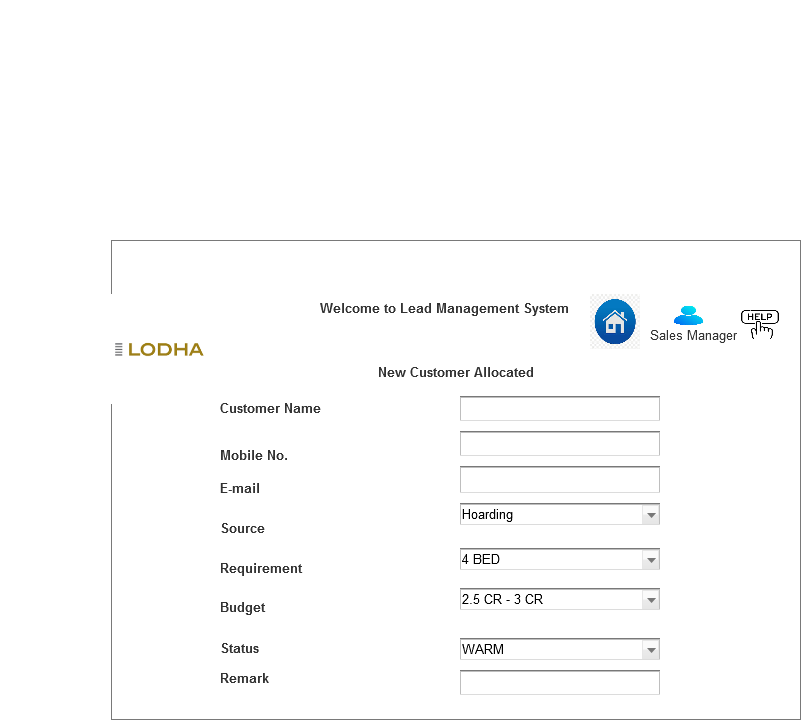 Welcome to Lead Management System
HELP
Sales Manager
LODHA
New Customer Allocated
Customer Name
Mobile No.
E-mail
Source Hoarding
Requirement 4 BED
Budget 2.5 CR - 3 CR
Status WARM
Remark